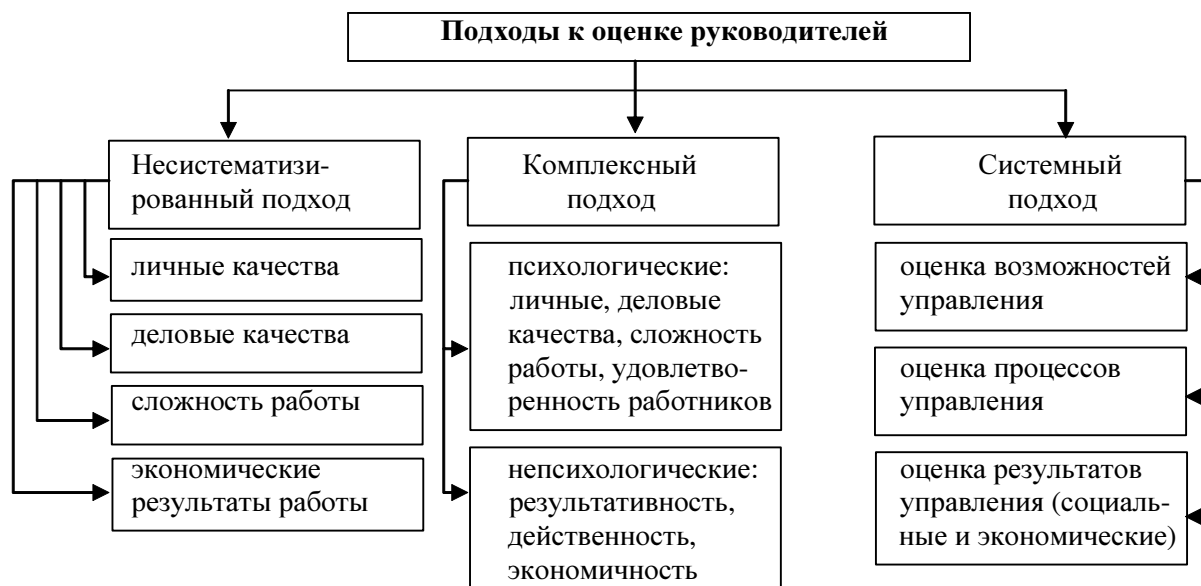 Подходы к оценке руководителей
Несистематизи-
рованный подход
личные качества
деловые качества
сложность работы
экономические
результаты работы
Комплексный
подход
психологические:
личные, деловые
качества, сложность
работы, удовлетво-
ренность работников
непсихологические:
результативность,
действенность,
экономичность
Системный
подход
оценка возможностей
управления
оценка процессов
управления
оценка результатов
управления (социаль-
ные и экономические)